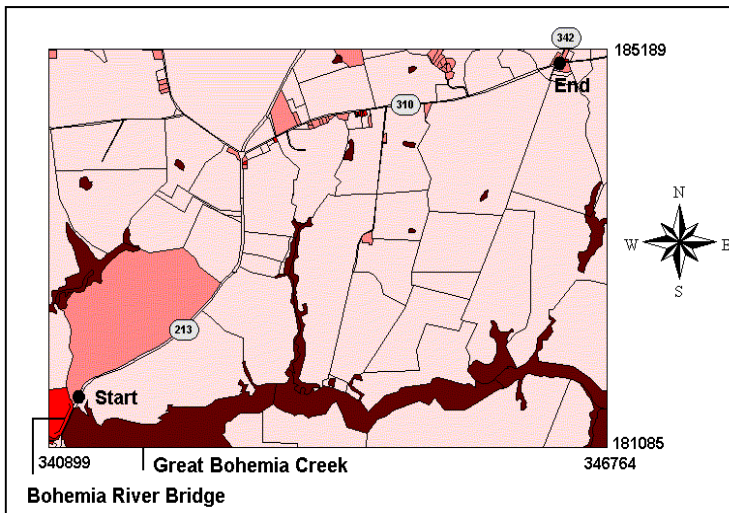 342
185189
End
310
N
W E
S
213
Start
181085
340899
Great Bohemia Creek
346764
Bohemia River Bridge